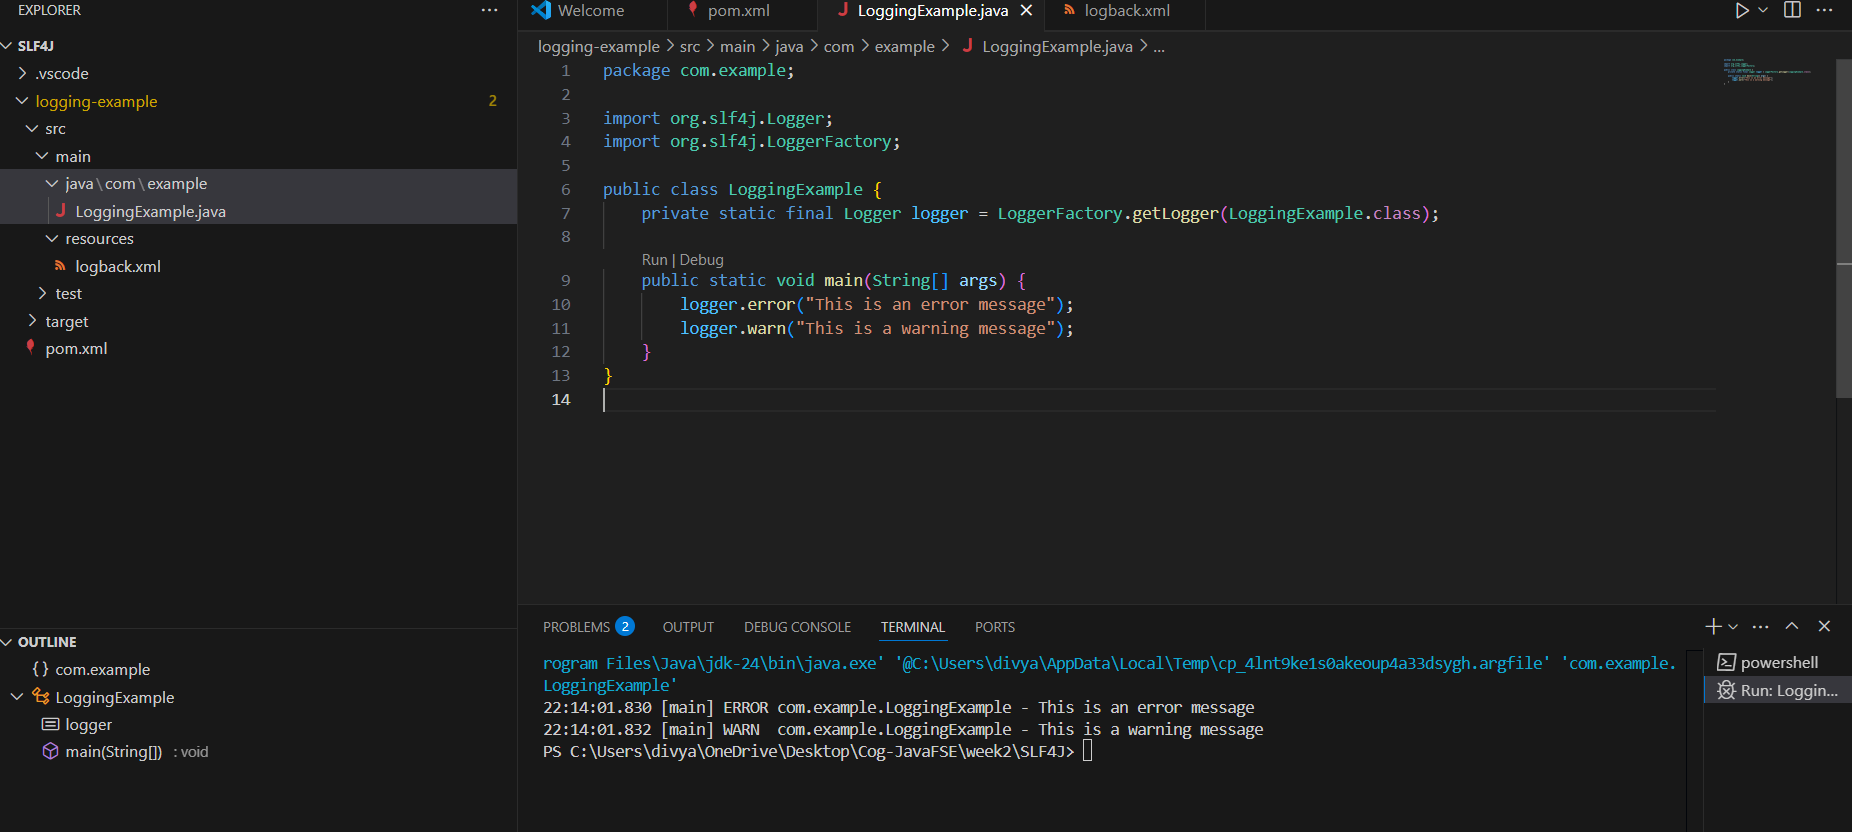 EXPLORER
SLF4J
.vscode
logging-example 2
src
main
java\com\example
LoggingExample.java
resources
logback.xml
test
target
pom.xml
OUTLINE
{} com.example
LoggingExample
logger
main(String[]) : void
Welcome pom.xml LoggingExample.java logback.xml
logging-example > src > main > java > com > example > LoggingExample.java > ...
1 package com.example;
2
3 import org.slf4j.Logger;
4 import org.slf4j.LoggerFactory;
5
6 public class LoggingExample {
7 private static final Logger logger = LoggerFactory.getLogger(LoggingExample.class);
8
Run | Debug
9 public static void main(String[] args) {
10 logger.error("This is an error message");
11 logger.warn("This is a warning message");
12 }
13 }
14
PROBLEMS 2 OUTPUT DEBUG CONSOLE TERMINAL PORTS
rogram Files\Java\jdk-24\bin\java.exe' '@C:\Users\divya\AppData\Local\Temp\cp_4lnt9ke1s0akeoup4a33dsygh.argfile' 'com.example.
LoggingExample'
22:14:01.830 [main] ERROR com.example.LoggingExample - This is an error message
22:14:01.832 [main] WARN  com.example.LoggingExample - This is a warning message
PS C:\Users\divya\OneDrive\Desktop\Cog-JavaFSE\week2\SLF4J>
powershell
Run: Loggin...